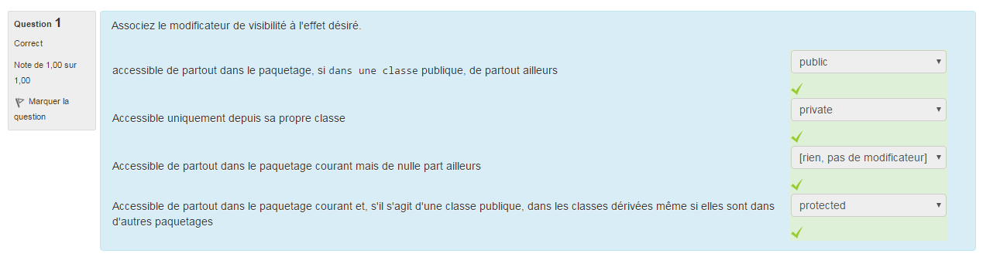 Question 1
Correct
Note de 1,00 sur
1,00
Marquer la
question
Associez le modificateur de visibilité à l'effet désiré.
accessible de partout dans le paquetage, si dans une classe publique, de partout ailleurs
public
Accessible uniquement depuis sa propre classe
private
Accessible de partout dans le paquetage courant mais de nulle part ailleurs
[rien, pas de modificateur]
Accessible de partout dans le paquetage courant et, s'il s'agit d'une classe publique, dans les classes dérivées même si elles sont dans
d'autres paquetages
protected